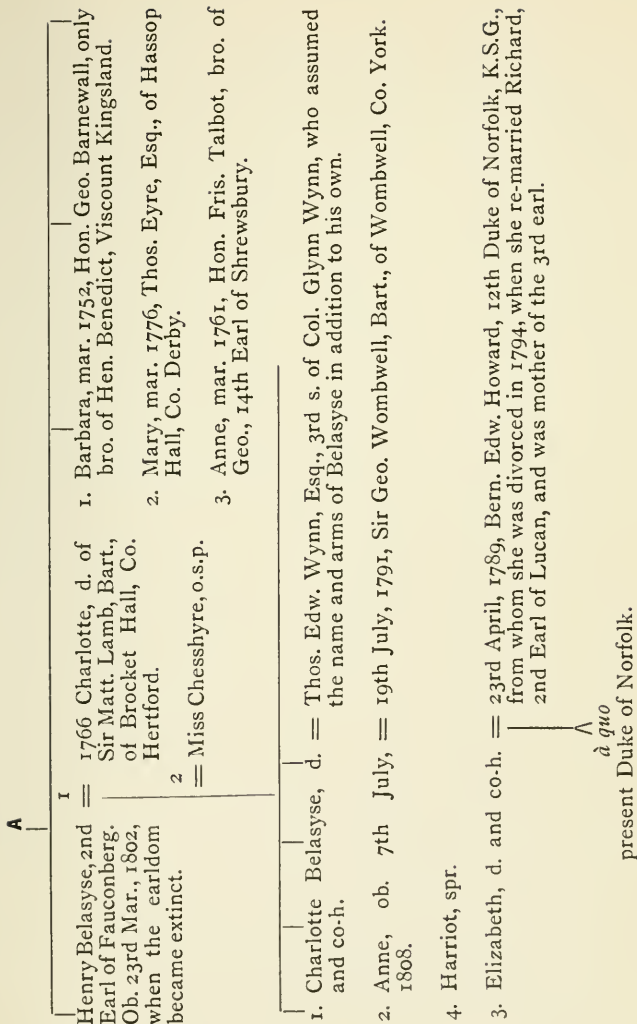 A
Henry Belasyse, 2nd
Earl of Fauconberg.
Ob. 23rd Mar., 1802,
when the earldom
became extinct.
1
= 1766 Charlotte, d. of
Sir Matt. Lamb, Bart.,
of Brocket Hall, Co.
Hertford.
2
= Miss Chesshyre, o.s.p.
1. Barbara, mar. 1752, Hon. Geo. Barnewall, only
bro. of Hen. Benedict, Viscount Kingsland.
2. Mary, mar. 1776, Thos. Eyre, Esq., of Hassop
Hall, Co. Derby.
3. Anne, mar. 1761, Hon. Fris. Talbot, bro. of
Geo., 14th Earl of Shrewsbury.
1. Charlotte Belasyse, d. = Thos. Edw. Wynn, Esq., 3rd s. of Col. Glynn Wynn, who assumed
and co-h. the name and arms of Belasyse in addition to his own.
2. Anne, ob. 7th July, = 19th July, 1791, Sir Geo. Wombwell, Bart., of Wombwell, Co. York.
1808.
4. Harriot, spr.
3. Elizabeth, d. and co-h. = 23rd April, 1789, Bern. Edw. Howard, 12th Duke of Norfolk, K.S.G.,
from whom she was divorced in 1794, when she re-married Richard,
2nd Earl of Lucan, and was mother of the 3rd earl.
à quo
present Duke of Norfolk.